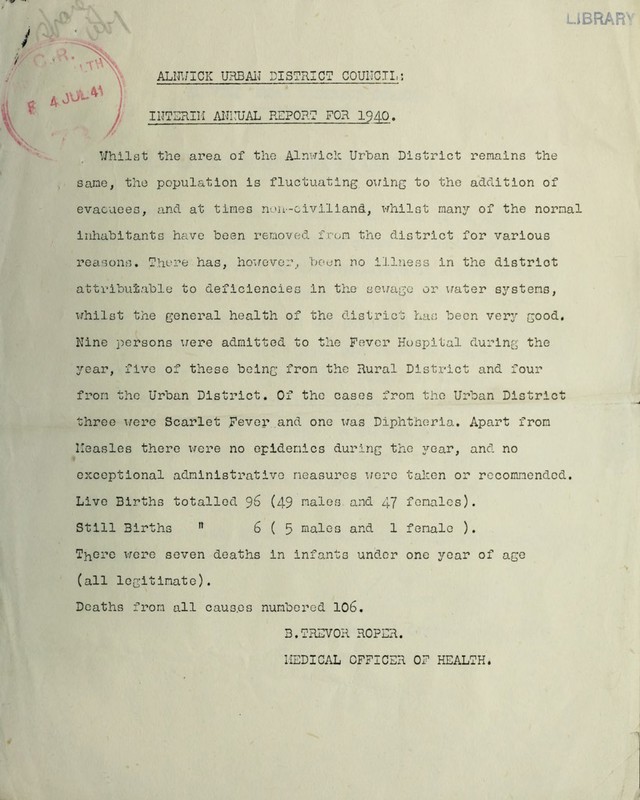 LIBRARY
C.R.
LTH
4 JUL 41
ALNWICK URBAN DISTRICT COUNCIL:
INTERIM ANNUAL REPORT FOR 1940.
Whilst the area of the Alnwick Urban District remains the
same, the population is fluctuating owing to the addition of
evacuees, and at times non-civiliand, whilst many of the normal
inhabitants have been removed from the district for various
reasons. There has, however, been no illness in the district
attributable to deficiencies in the sewage or water systems,
whilst the general health of the district has been very good.
Nine persons were admitted to the Fever Hospital during the
year, five of these being from the Rural District and four
from the Urban District. Of the cases from the Urban District
three were Scarlet Fever and one was Diphtheria. Apart from
Measles there were no epidemics during the year, and no
exceptional administrative measures were taken or recommended.
Live Births totalled 96 (49 males and 47 females).
Still Births " 6 ( 5 males and 1 female ).
There were seven deaths in infants under one year of age
(all legitimate).
Deaths from all causes numbered 106.
B.TREVOR ROPER.
MEDICAL OFFICER OF HEALTH.